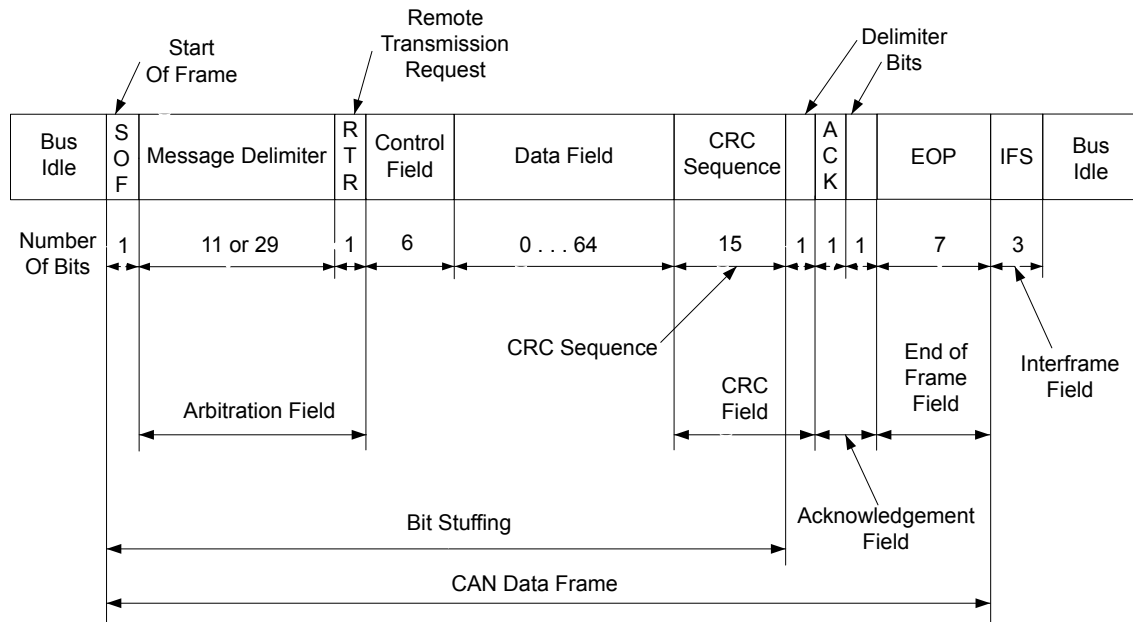 Start
Of Frame
Remote
Transmission
Request
Delimiter
Bits
Bus
Idle
S
O
F
Message Delimiter
R
T
R
Control
Field
Data Field
CRC
Sequence
A
C
K
EOP
IFS
Bus
Idle
Number
Of Bits
1
11 or 29
1
6
0 . . . 64
15
1
1
1
7
3
CRC Sequence
End of
Frame
Field
Interframe
Field
Arbitration Field
CRC
Field
Bit Stuffing
Acknowledgement
Field
CAN Data Frame